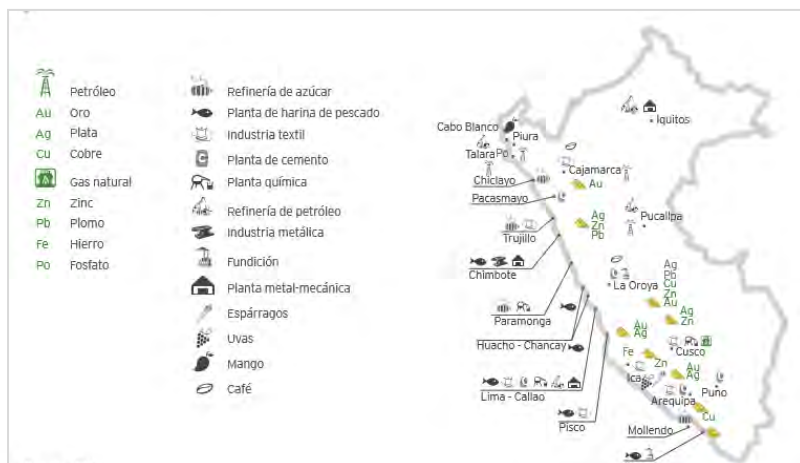 Petróleo
Au Oro
Ag Plata
Cu Cobre
Gas natural
Zn Zinc
Pb Plomo
Fe Hierro
Po Fosfato
Refinería de azúcar
Planta de harina de pescado
Industria textil
Planta de cemento
Planta química
Refinería de petróleo
Industria metálica
Fundición
Planta metal-mecánica
Espárragos
Uvas
Mango
Café
Iquitos
Cabo Blanco
Piura
Talara Po
Cajamarca
Chiclayo
Au
Pacasmayo
Ag
Zn
Pb
Pucallpa
Trujillo
Chimbote
Ag
Pb
Cu
Zn
Au
La Oroya
Paramonga
Ag
Zn
Au
Ag
Huacho - Chancay
Cusco
Fe
Zn
Au
Ag
Ica
Lima - Callao
Puno
Arequipa
Pisco
Cu
Mollendo